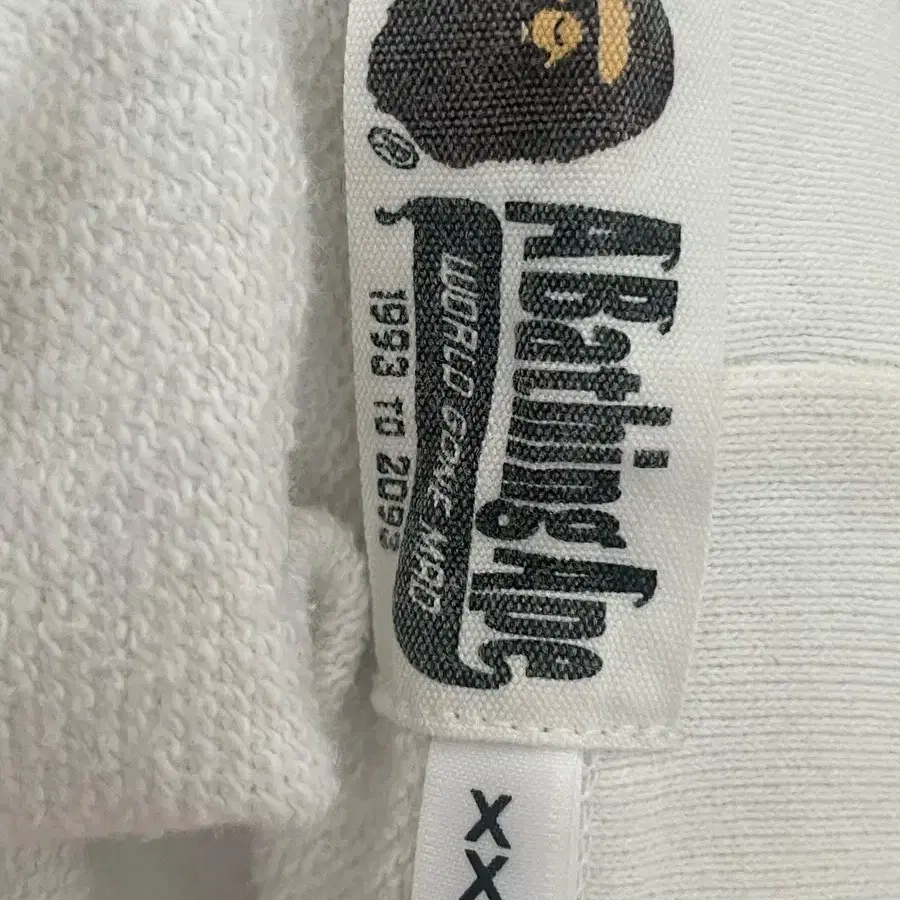 ®
A Bathing Ape
WORLD GONE MAD
1993 TO 2093
XX